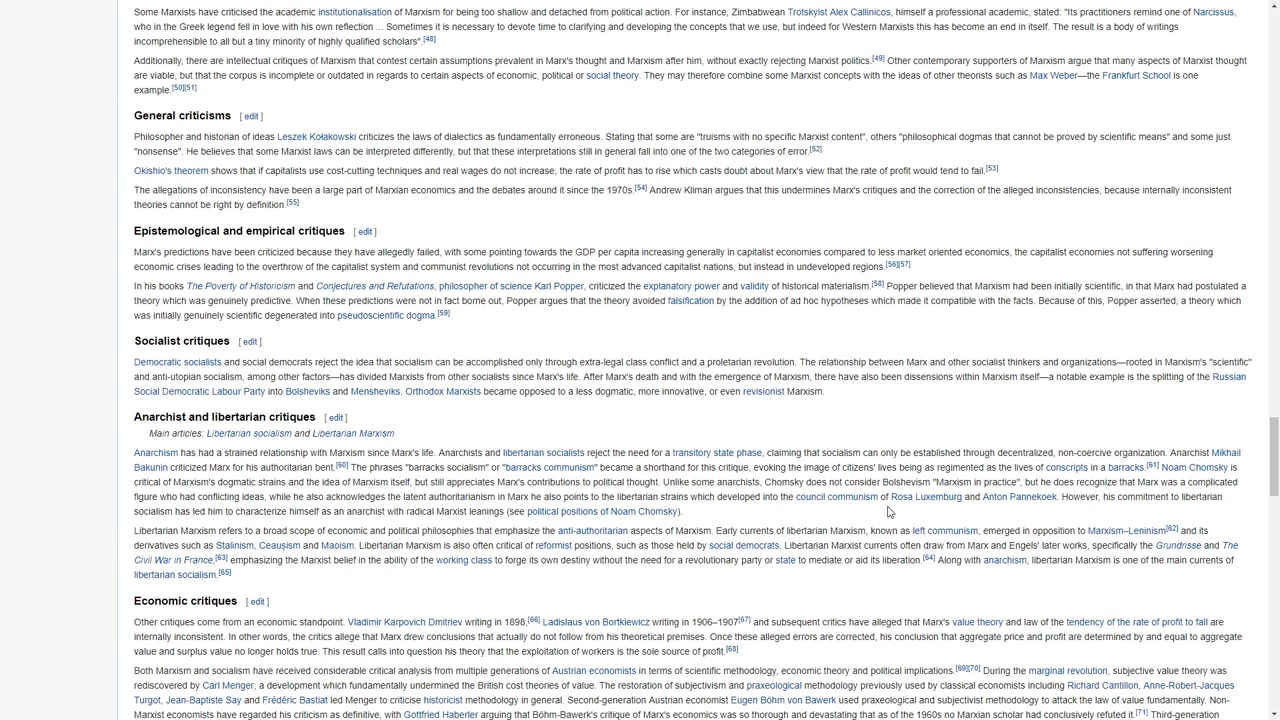 Some Marxists have criticised the academic institutionalisation of Marxism for being too shallow and detached from political action. For instance, Zimbabwean Trotskyist Alex Callinicos, himself a professional academic, stated: "Its practitioners remind one of Narcissus,
who in the Greek legend fell in love with his own reflection ... Sometimes it is necessary to devote time to clarifying and developing the concepts that we use, but indeed for Western Marxists this has become an end in itself. The result is a body of writings
incomprehensible to all but a tiny minority of highly qualified scholars".[48]
Additionally, there are intellectual critiques of Marxism that contest certain assumptions prevalent in Marx's thought and Marxism after him, without exactly rejecting Marxist politics.[49] Other contemporary supporters of Marxism argue that many aspects of Marxist thought
are viable, but that the corpus is incomplete or outdated in regards to certain aspects of economic, political or social theory. They may therefore combine some Marxist concepts with the ideas of other theorists such as Max Weber—the Frankfurt School is one
example.[50][51]
General criticisms [ edit ]
Philosopher and historian of ideas Leszek Kołakowski criticizes the laws of dialectics as fundamentally erroneous. Stating that some are "truisms with no specific Marxist content", others "philosophical dogmas that cannot be proved by scientific means" and some just
"nonsense". He believes that some Marxist laws can be interpreted differently, but that these interpretations still in general fall into one of the two categories of error.[52]
Okishio's theorem shows that if capitalists use cost-cutting techniques and real wages do not increase, the rate of profit has to rise which casts doubt about Marx's view that the rate of profit would tend to fall.[53]
The allegations of inconsistency have been a large part of Marxian economics and the debates around it since the 1970s.[54] Andrew Kliman argues that this undermines Marx's critiques and the correction of the alleged inconsistencies, because internally inconsistent
theories cannot be right by definition.[55]
Epistemological and empirical critiques [ edit ]
Marx's predictions have been criticized because they have allegedly failed, with some pointing towards the GDP per capita increasing generally in capitalist economies compared to less market oriented economics, the capitalist economies not suffering worsening
economic crises leading to the overthrow of the capitalist system and communist revolutions not occurring in the most advanced capitalist nations, but instead in undeveloped regions.[56][57]
In his books The Poverty of Historicism and Conjectures and Refutations, philosopher of science Karl Popper, criticized the explanatory power and validity of historical materialism.[58] Popper believed that Marxism had been initially scientific, in that Marx had postulated a
theory which was genuinely predictive. When these predictions were not in fact borne out, Popper argues that the theory avoided falsification by the addition of ad hoc hypotheses which made it compatible with the facts. Because of this, Popper asserted, a theory which
was initially genuinely scientific degenerated into pseudoscientific dogma.[59]
Socialist critiques [ edit ]
Democratic socialists and social democrats reject the idea that socialism can be accomplished only through extra-legal class conflict and a proletarian revolution. The relationship between Marx and other socialist thinkers and organizations—rooted in Marxism's "scientific"
and anti-utopian socialism, among other factors—has divided Marxists from other socialists since Marx's life. After Marx's death and with the emergence of Marxism, there have also been dissensions within Marxism itself—a notable example is the splitting of the Russian
Social Democratic Labour Party into Bolsheviks and Mensheviks. Orthodox Marxists became opposed to a less dogmatic, more innovative, or even revisionist Marxism.
Anarchist and libertarian critiques [ edit ]
Main articles: Libertarian socialism and Libertarian Marxism
Anarchism has had a strained relationship with Marxism since Marx's life. Anarchists and libertarian socialists reject the need for a transitory state phase, claiming that socialism can only be established through decentralized, non-coercive organization. Anarchist Mikhail
Bakunin criticized Marx for his authoritarian bent.[60] The phrases "barracks socialism" or "barracks communism" became a shorthand for this critique, evoking the image of citizens' lives being as regimented as the lives of conscripts in a barracks.[61] Noam Chomsky is
critical of Marxism's dogmatic strains and the idea of Marxism itself, but still appreciates Marx's contributions to political thought. Unlike some anarchists, Chomsky does not consider Bolshevism "Marxism in practice", but he does recognize that Marx was a complicated
figure who had conflicting ideas, while he also acknowledges the latent authoritarianism in Marx he also points to the libertarian strains which developed into the council communism of Rosa Luxemburg and Anton Pannekoek. However, his commitment to libertarian
socialism has led him to characterize himself as an anarchist with radical Marxist leanings (see political positions of Noam Chomsky).
Libertarian Marxism refers to a broad scope of economic and political philosophies that emphasize the anti-authoritarian aspects of Marxism. Early currents of libertarian Marxism, known as left communism, emerged in opposition to Marxism–Leninism[62] and its
derivatives such as Stalinism, Ceaușism and Maoism. Libertarian Marxism is also often critical of reformist positions, such as those held by social democrats. Libertarian Marxist currents often draw from Marx and Engels' later works, specifically the Grundrisse and The
Civil War in France,[63] emphasizing the Marxist belief in the ability of the working class to forge its own destiny without the need for a revolutionary party or state to mediate or aid its liberation.[64] Along with anarchism, libertarian Marxism is one of the main currents of
libertarian socialism.[65]
Economic critiques [ edit ]
Other critiques come from an economic standpoint. Vladimir Karpovich Dmitriev writing in 1898,[66] Ladislaus von Bortkiewicz writing in 1906–1907[67] and subsequent critics have alleged that Marx's value theory and law of the tendency of the rate of profit to fall are
internally inconsistent. In other words, the critics allege that Marx drew conclusions that actually do not follow from his theoretical premises. Once these alleged errors are corrected, his conclusion that aggregate price and profit are determined by and equal to aggregate
value and surplus value no longer holds true. This result calls into question his theory that the exploitation of workers is the sole source of profit.[68]
Both Marxism and socialism have received considerable critical analysis from multiple generations of Austrian economists in terms of scientific methodology, economic theory and political implications.[69][70] During the marginal revolution, subjective value theory was
rediscovered by Carl Menger, a development which fundamentally undermined the British cost theories of value. The restoration of subjectivism and praxeological methodology previously used by classical economists including Richard Cantillon, Anne-Robert-Jacques
Turgot, Jean-Baptiste Say and Frédéric Bastiat led Menger to criticise historicist methodology in general. Second-generation Austrian economist Eugen Böhm von Bawerk used praxeological and subjectivist methodology to attack the law of value fundamentally. Non-
Marxist economists have regarded his criticism as definitive, with Gottfried Haberler arguing that Böhm-Bawerk's critique of Marx's economics was so thorough and devastating that as of the 1960s no Marxian scholar had conclusively refuted it.[71] Third-generation